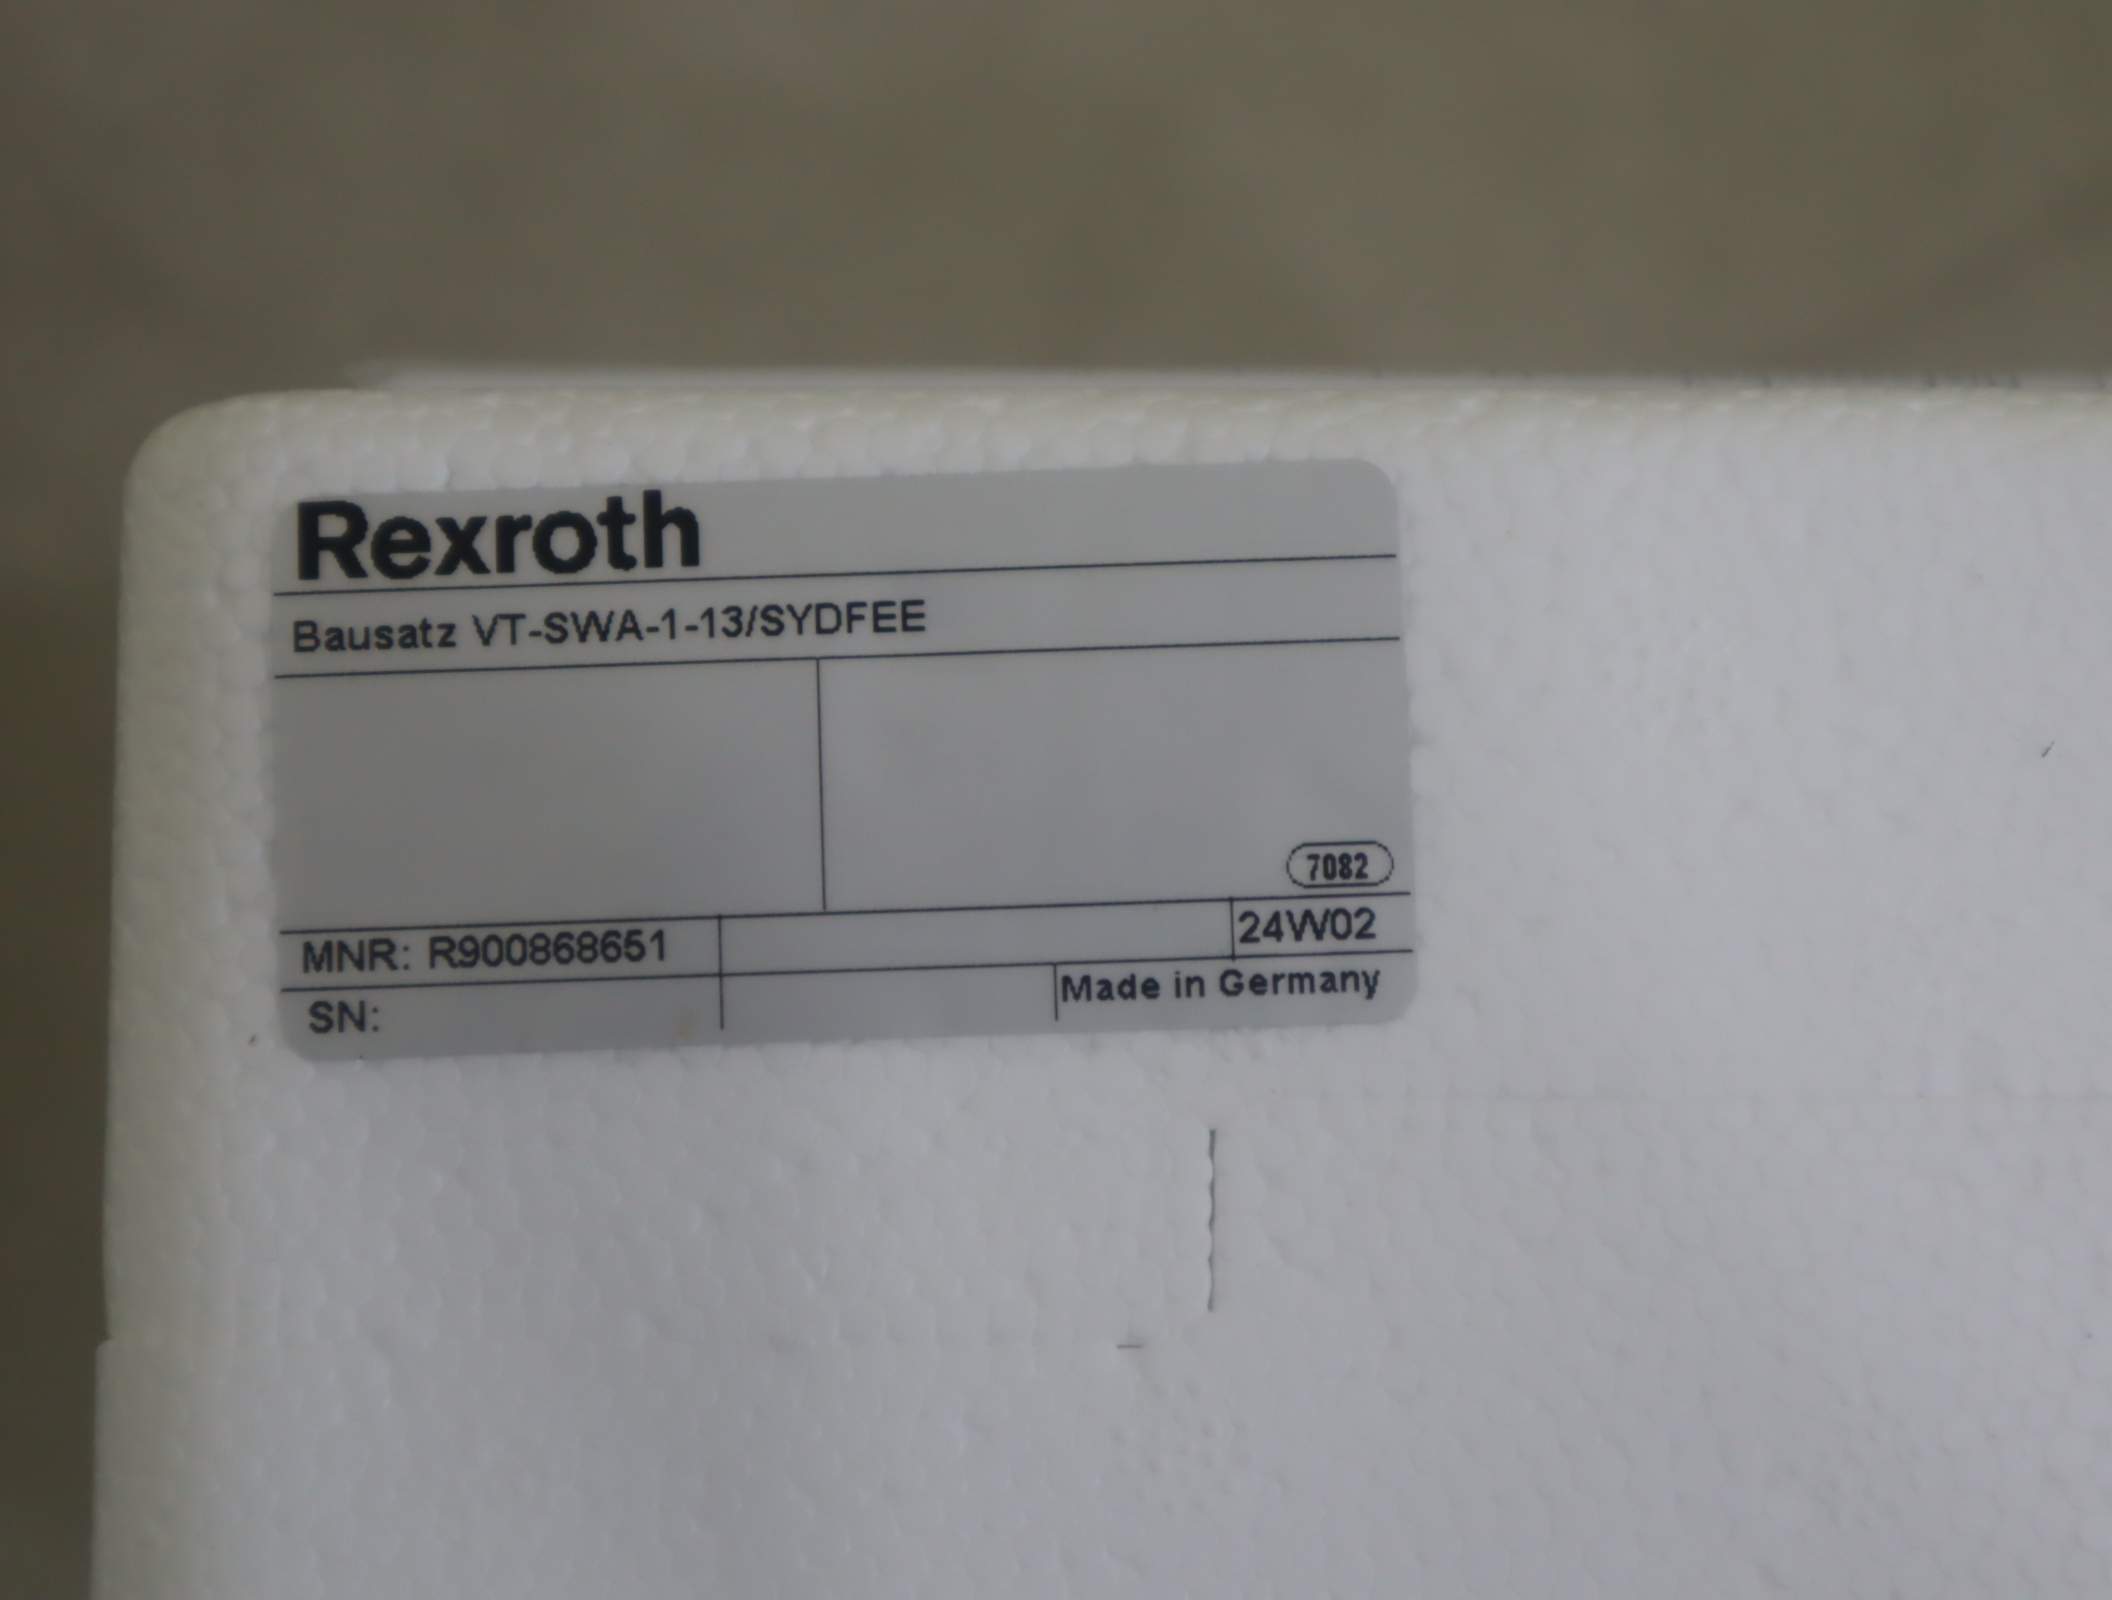 Rexroth
Bausatz VT-SWA-1-13/SYDFEE
7082
MNR: R900868651
24W02
SN:
Made in Germany